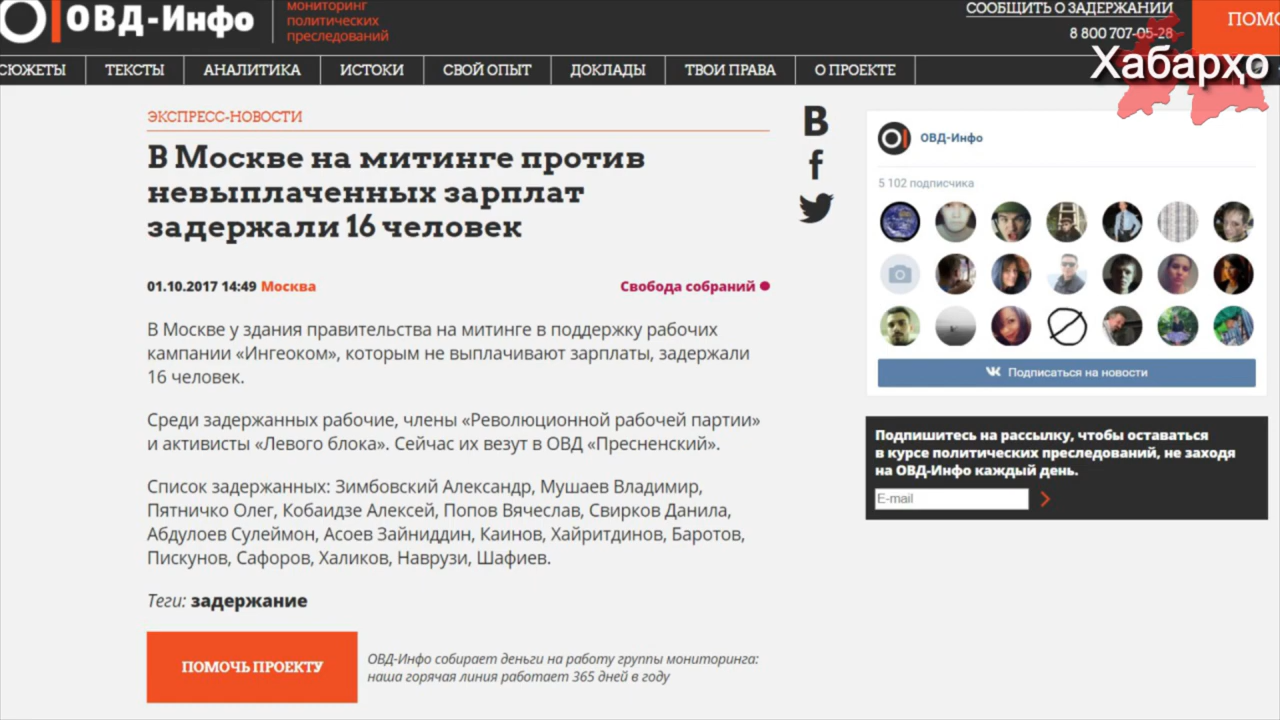 ОВД-Инфо
мониторинг
политических
преследований
СООБЩИТЬ О ЗАДЕРЖАНИИ
8 800 707-05-28
ПОМО
Хабарҳо
СЮЖЕТЫ ТЕКСТЫ АНАЛИТИКА ИСТОКИ СВОЙ ОПЫТ ДОКЛАДЫ ТВОИ ПРАВА О ПРОЕКТЕ
ЭКСПРЕСС-НОВОСТИ
В Москве на митинге против
невыплаченных зарплат
задержали 16 человек
01.10.2017 14:49 Москва
Свобода собраний
В Москве у здания правительства на митинге в поддержку рабочих
кампании «Ингеоком», которым не выплачивают зарплаты, задержали
16 человек.
Среди задержанных рабочие, члены «Революционной рабочей партии»
и активисты «Левого блока». Сейчас их везут в ОВД «Пресненский».
Список задержанных: Зимбовский Александр, Мушаев Владимир,
Пятничко Олег, Кобаидзе Алексей, Попов Вячеслав, Свирков Данила,
Абдулоев Сулеймон, Асоев Зайниддин, Каинов, Хайритдинов, Баротов,
Пискунов, Сафоров, Халиков, Наврузи, Шафиев.
Теги: задержание
ПОМОЧЬ ПРОЕКТУ
ОВД-Инфо собирает деньги на работу группы мониторинга:
наша горячая линия работает 365 дней в году
В
f
ОВД-Инфо
5 102 подписчика
Подписаться на новости
Подпишитесь на рассылку, чтобы оставаться
в курсе политических преследований, не заходя
на ОВД-Инфо каждый день.
E-mail